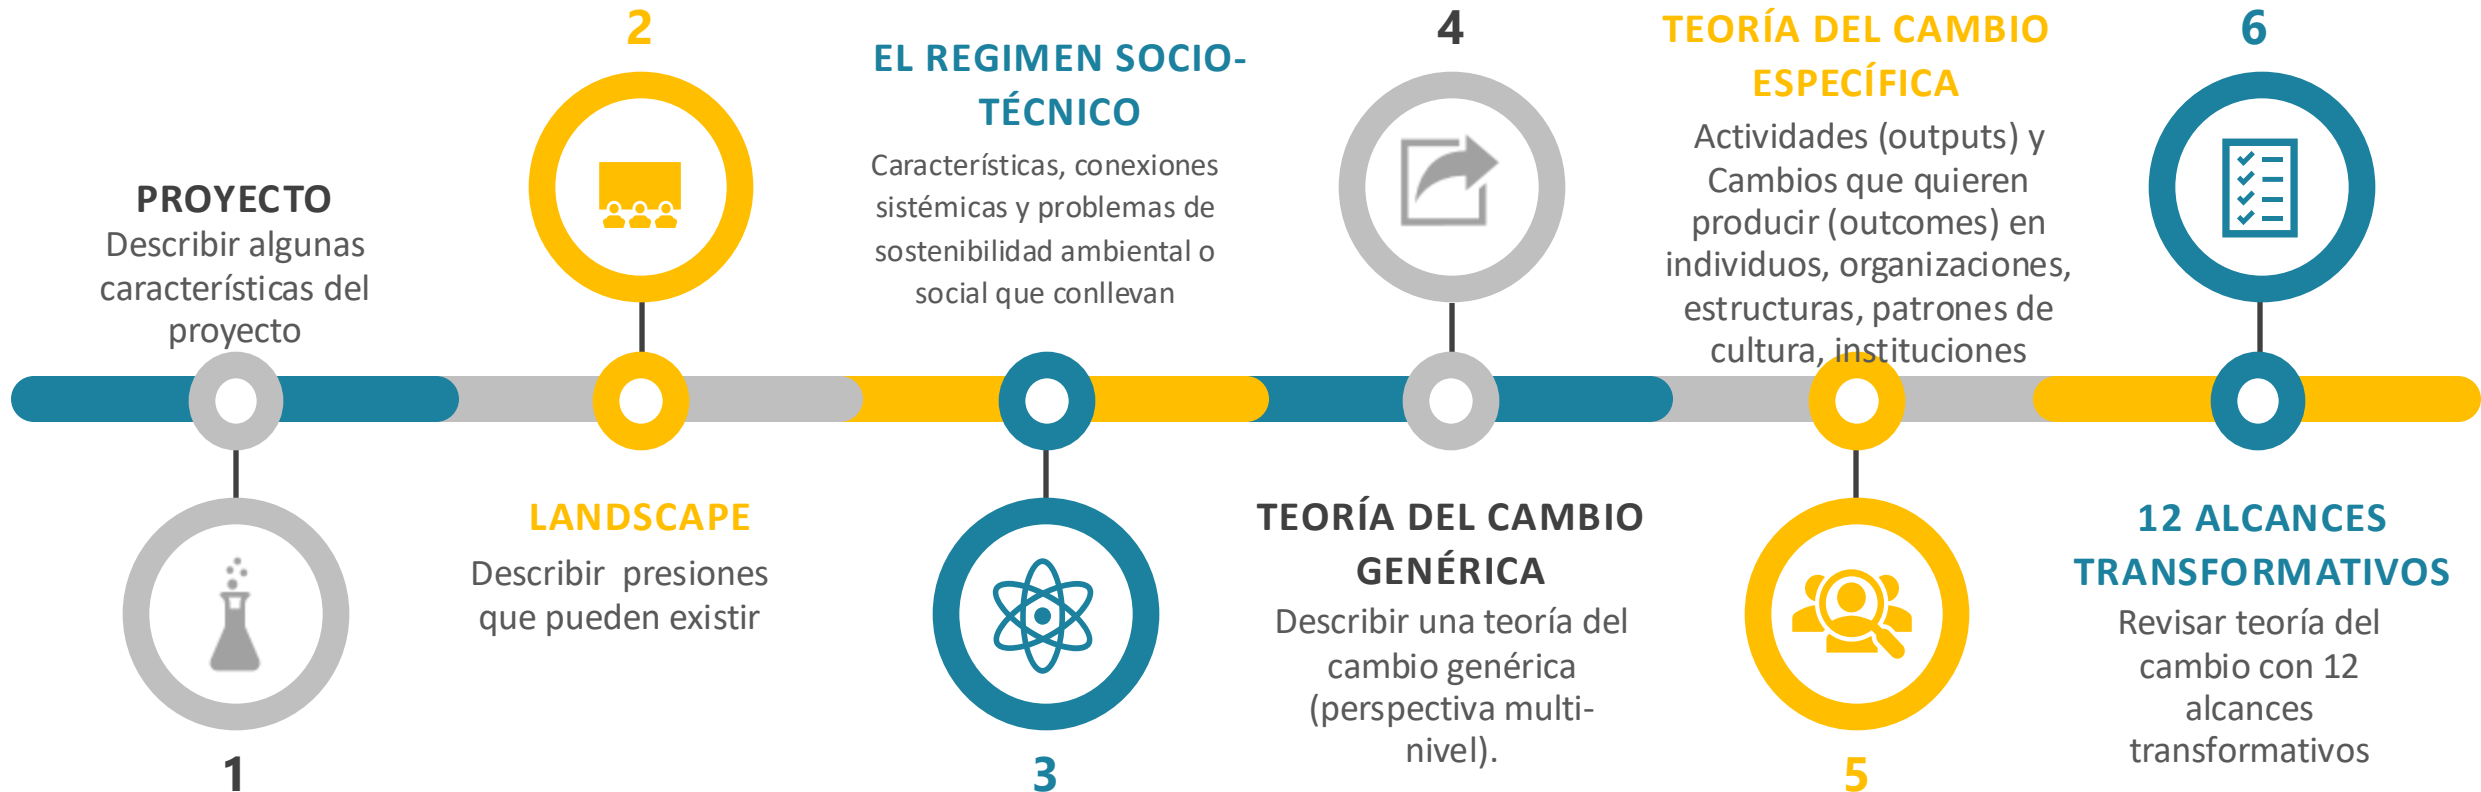 PROYECTO
Describir algunas
características del
proyecto
1
2
LANDSCAPE
Describir presiones
que pueden existir
EL REGIMEN SOCIO-
TÉCNICO
Características, conexiones
sistémicas y problemas de
sostenibilidad ambiental o
social que conllevan
3
4
TEORÍA DEL CAMBIO
GENÉRICA
Describir una teoría del
cambio genérica
(perspectiva multi-
nivel).
TEORÍA DEL CAMBIO
ESPECÍFICA
Actividades (outputs) y
Cambios que quieren
producir (outcomes) en
individuos, organizaciones,
estructuras, patrones de
cultura, instituciones
5
6
12 ALCANCES
TRANSFORMATIVOS
Revisar teoría del
cambio con 12
alcances
transformativos